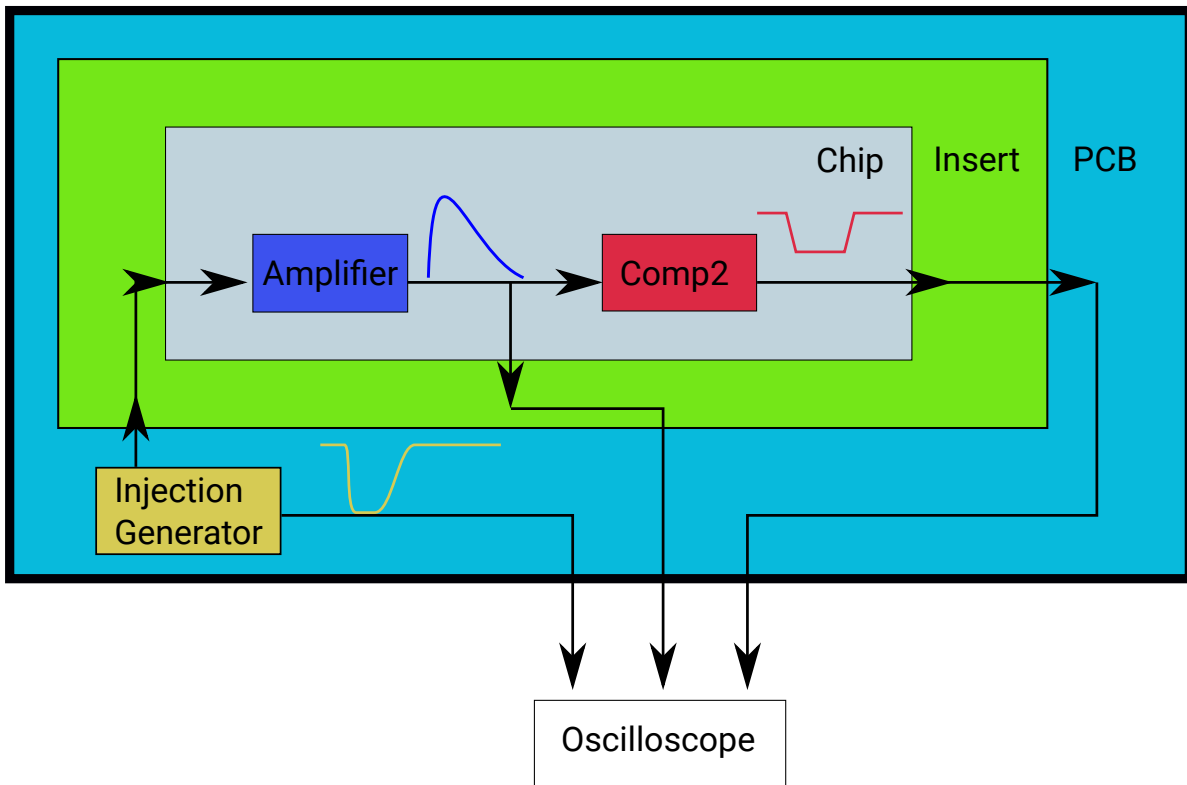 Chip
Insert
PCB
Amplifier
Comp2
Injection
Generator
Oscilloscope